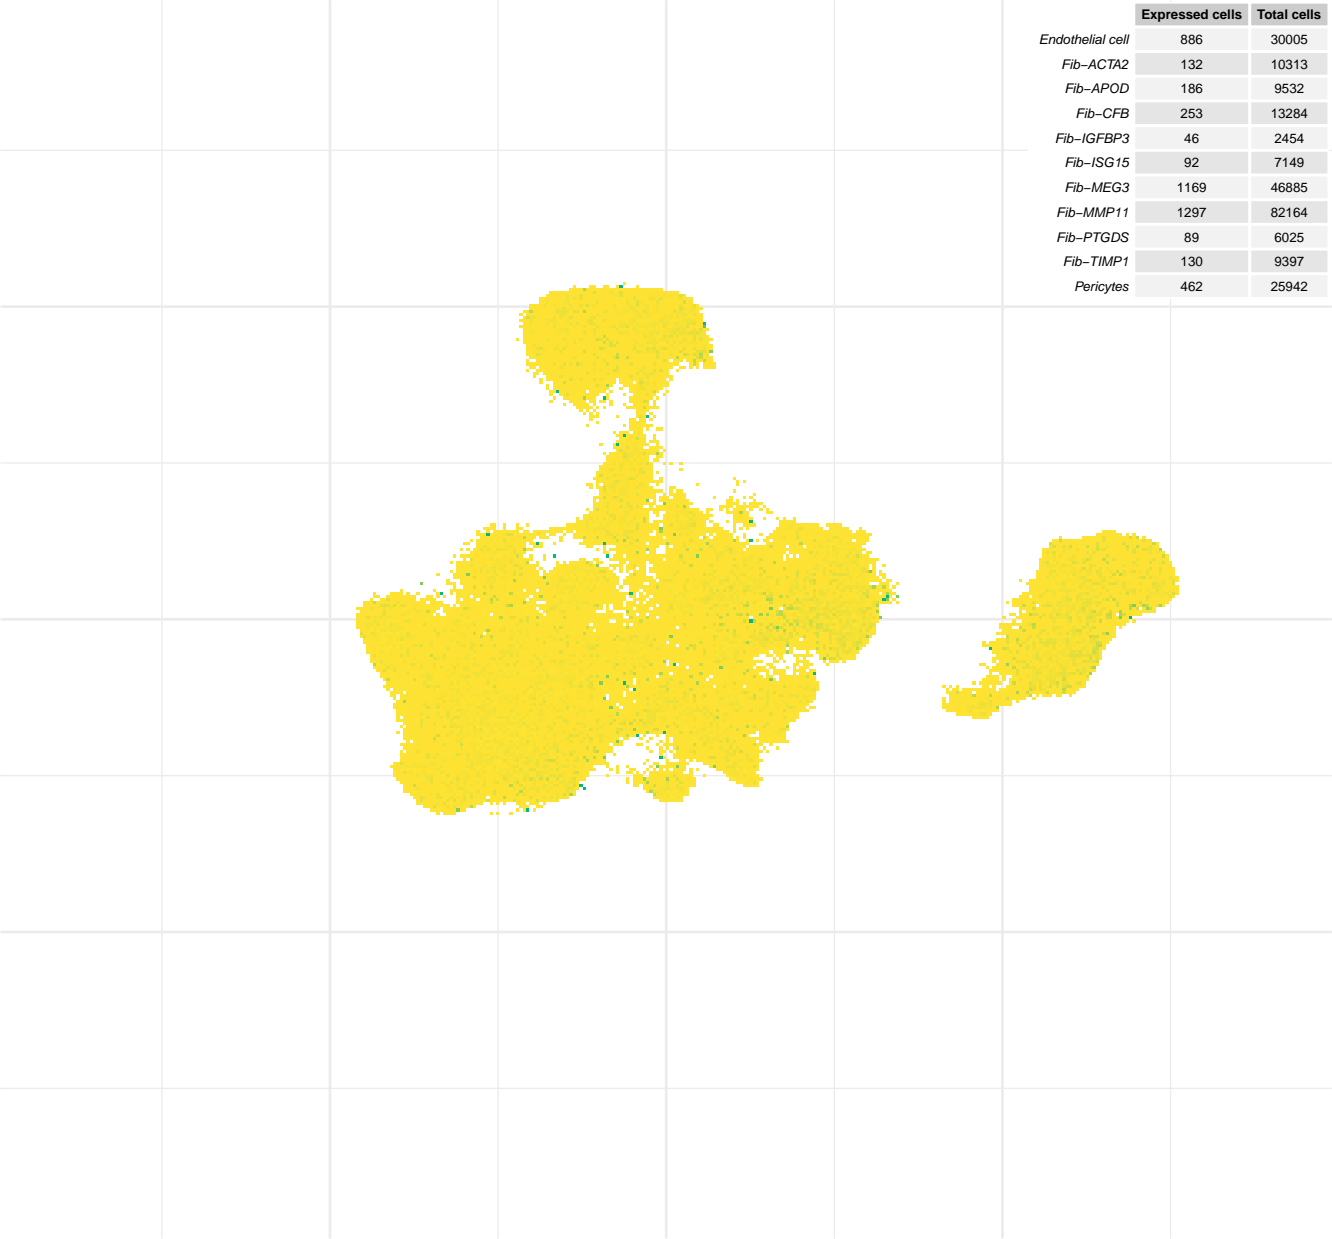 Expressed cells Total cells
Endothelial cell 886 30005
Fib−ACTA2 132 10313
Fib−APOD 186 9532
Fib−CFB 253 13284
Fib−IGFBP3 46 2454
Fib−ISG15 92 7149
Fib−MEG3 1169 46885
Fib−MMP11 1297 82164
Fib−PTGDS 89 6025
Fib−TIMP1 130 9397
Pericytes 462 25942